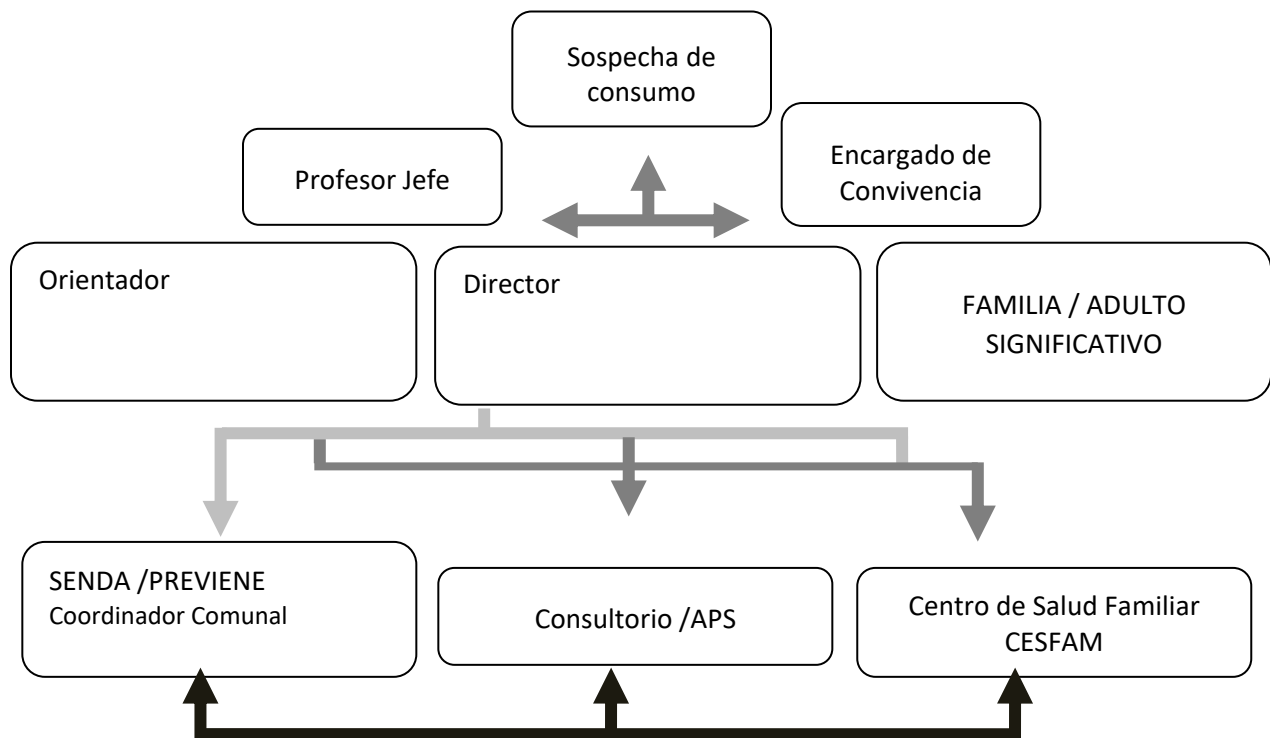 Sospecha de
consumo
Profesor Jefe
Encargado de
Convivencia
Orientador
Director
FAMILIA / ADULTO
SIGNIFICATIVO
SENDA /PREVIENE
Coordinador Comunal
Consultorio /APS
Centro de Salud Familiar
CESFAM